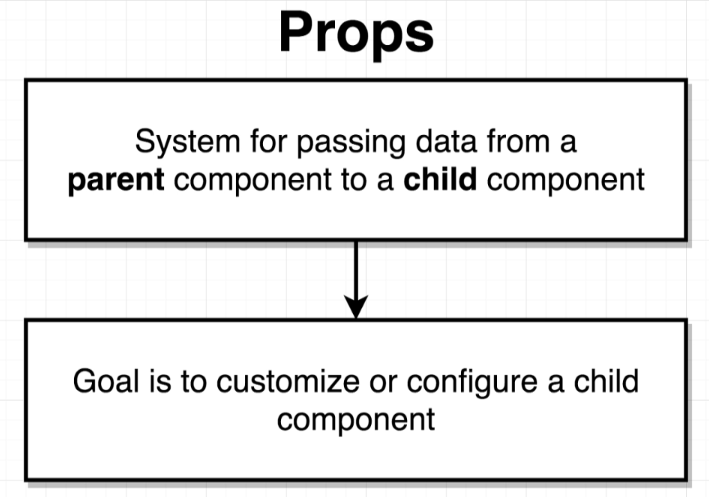 Props
System for passing data from a
parent component to a child component
Goal is to customize or configure a child
component